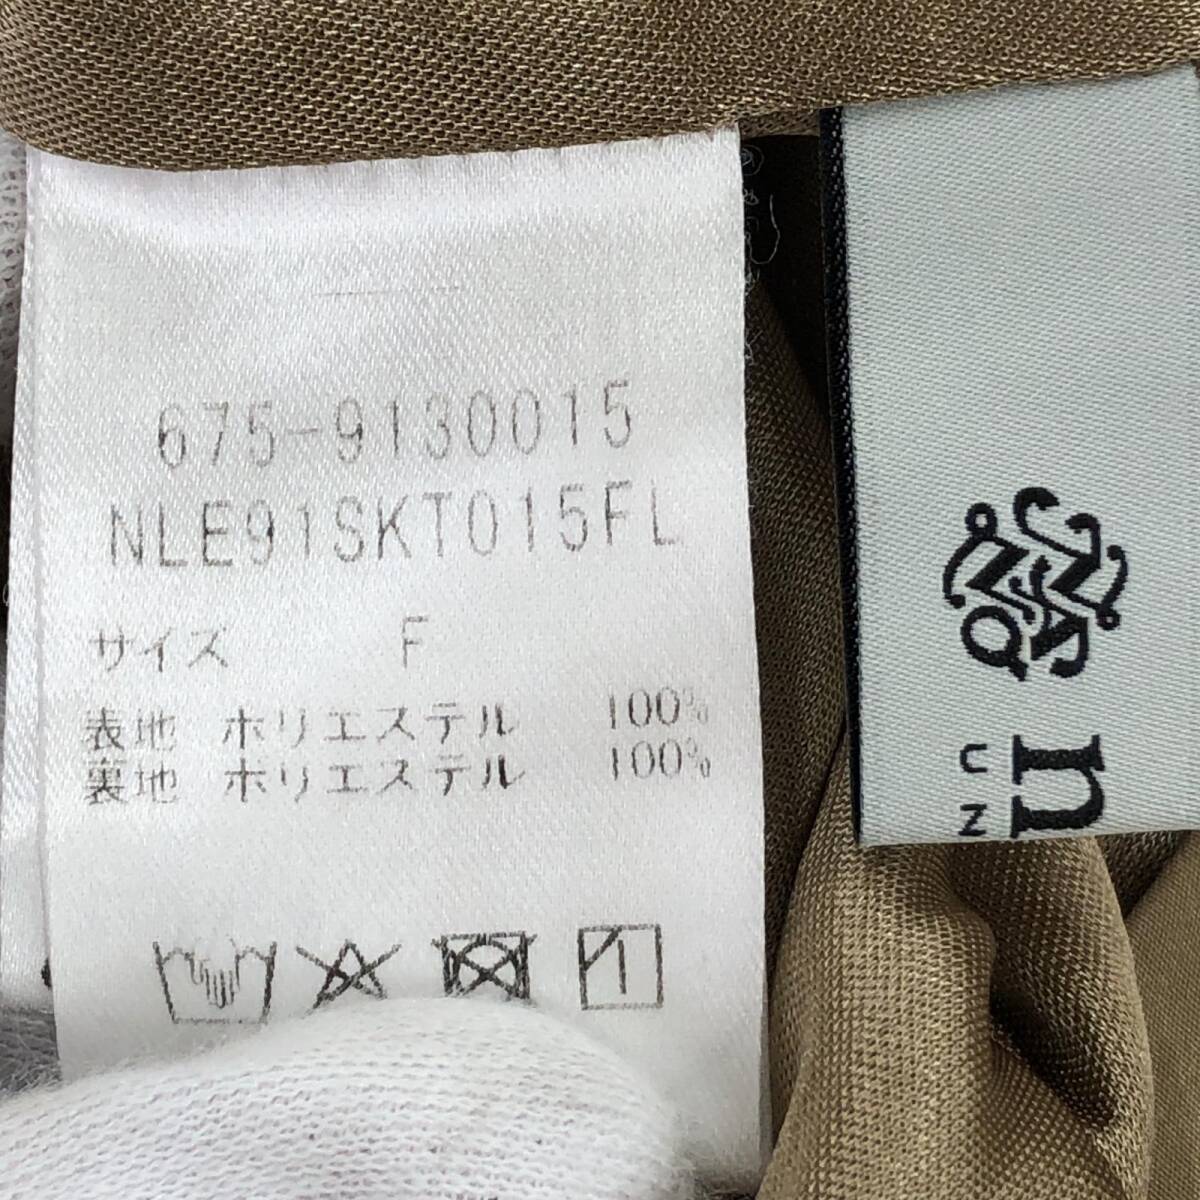 675-9130015
NLE91SKT015FL
サイズ F
表地 ポリエステル 100%
裏地 ポリエステル 100%
n
UN